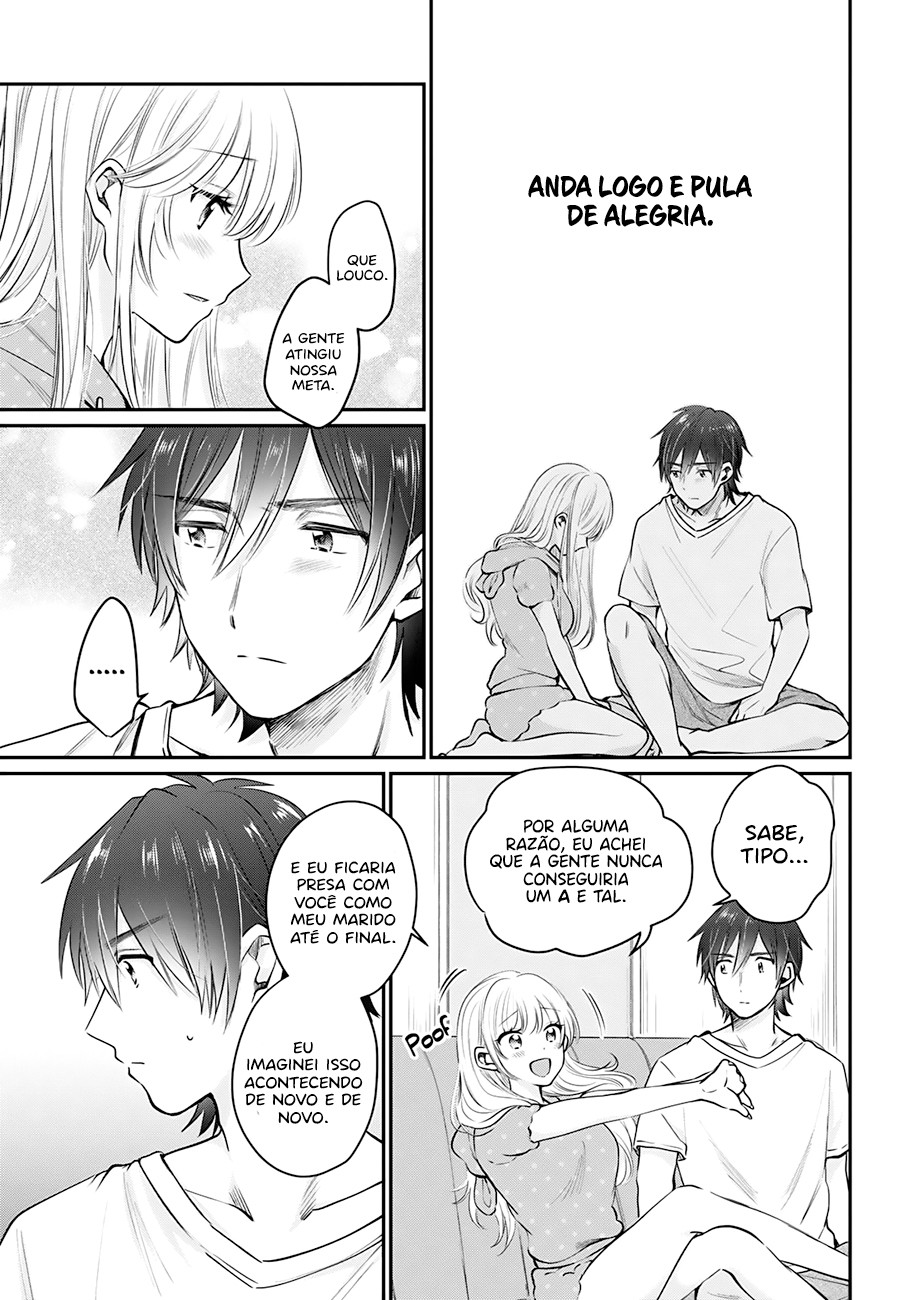 ANDA LOGO E PULA
DE ALEGRIA.
QUE
LOUCO.
A GENTE
ATINGIU
NOSSA
META.
......
SABE,
TIPO...
POR ALGUMA
RAZÃO, EU ACHEI
QUE A GENTE NUNCA
CONSEGUIRIA
UM A E TAL.
POOF
E EU FICARIA
PRESA COM
VOCÊ COMO
MEU MARIDO
ATÉ O FINAL.
EU
IMAGINEI ISSO
ACONTECENDO
DE NOVO E DE
NOVO.